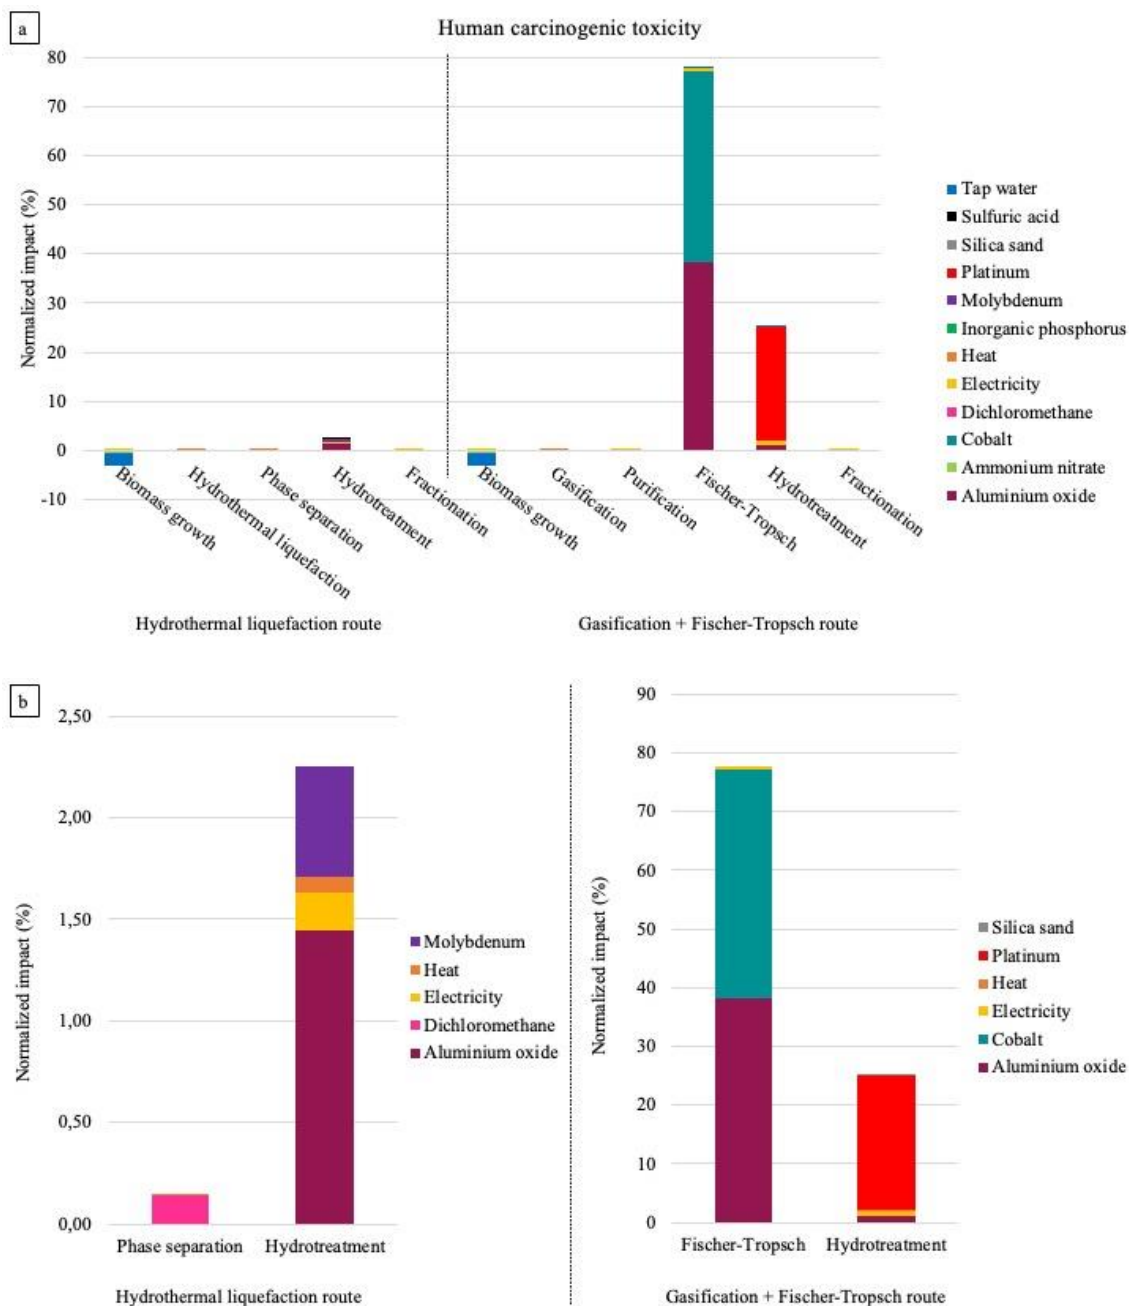 a
Human carcinogenic toxicity
Normalized impact (%)
80
70
60
50
40
30
20
10
0
-10
Biomass growth
Hydrothermal liquefaction
Phase separation
Hydrotreatment
Fractionation
Biomass growth
Gasification
Purification
Fischer-Tropsch
Hydrotreatment
Fractionation
Hydrothermal liquefaction route
Gasification + Fischer-Tropsch route
Tap water
Sulfuric acid
Silica sand
Platinum
Molybdenum
Inorganic phosphorus
Heat
Electricity
Dichloromethane
Cobalt
Ammonium nitrate
Aluminium oxide
b
Normalized impact (%)
2,50
2,00
1,50
1,00
0,50
0,00
Phase separation
Hydrotreatment
Hydrothermal liquefaction route
Molybdenum
Heat
Electricity
Dichloromethane
Aluminium oxide
Normalized impact (%)
90
80
70
60
50
40
30
20
10
0
Fischer-Tropsch
Hydrotreatment
Gasification + Fischer-Tropsch route
Silica sand
Platinum
Heat
Electricity
Cobalt
Aluminium oxide